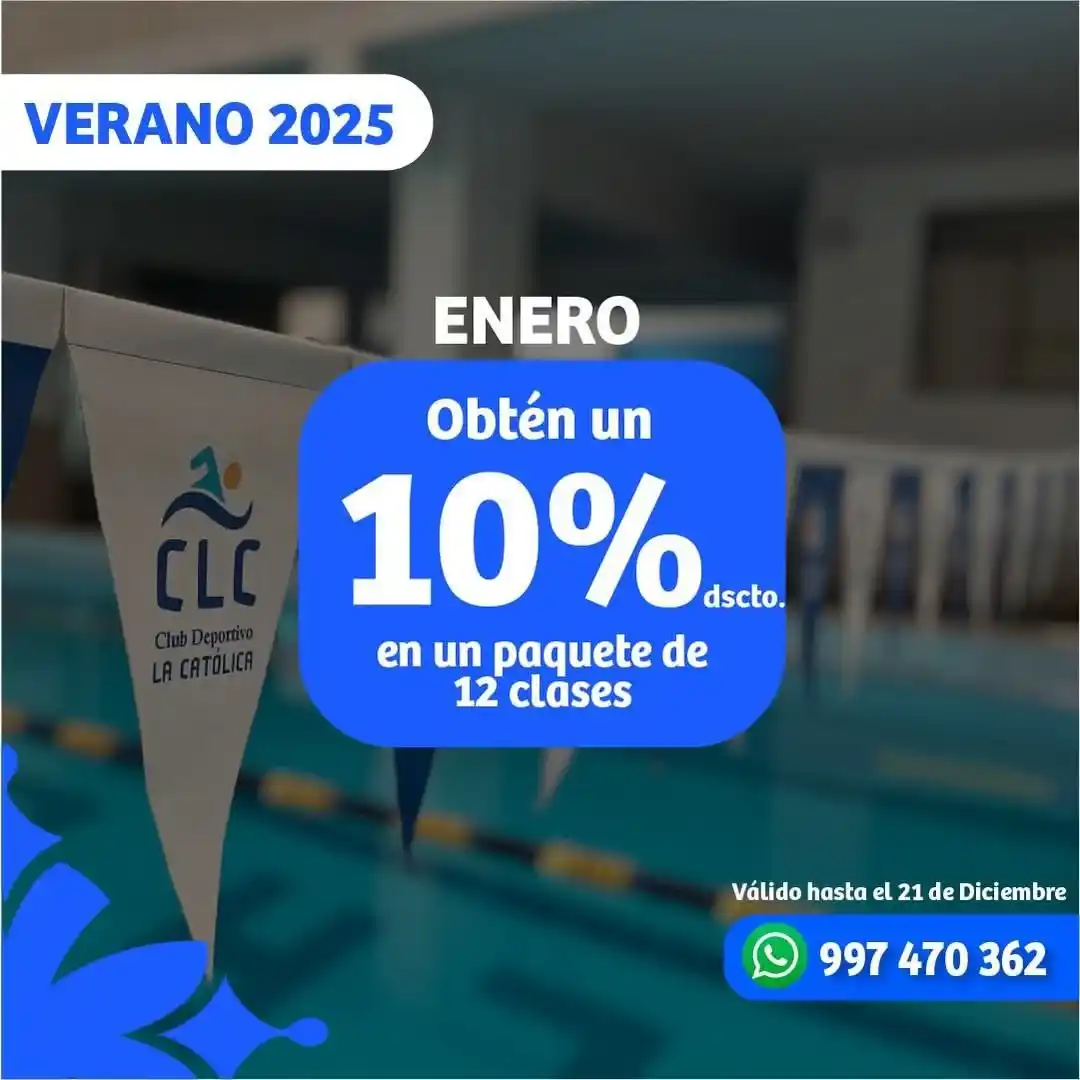 VERANO 2025
ENERO
Obtén un
10% dscto.
en un paquete de
12 clases
CLC
Club Deportivo
LA CATÓLICA
Válido hasta el 21 de Diciembre
997 470 362